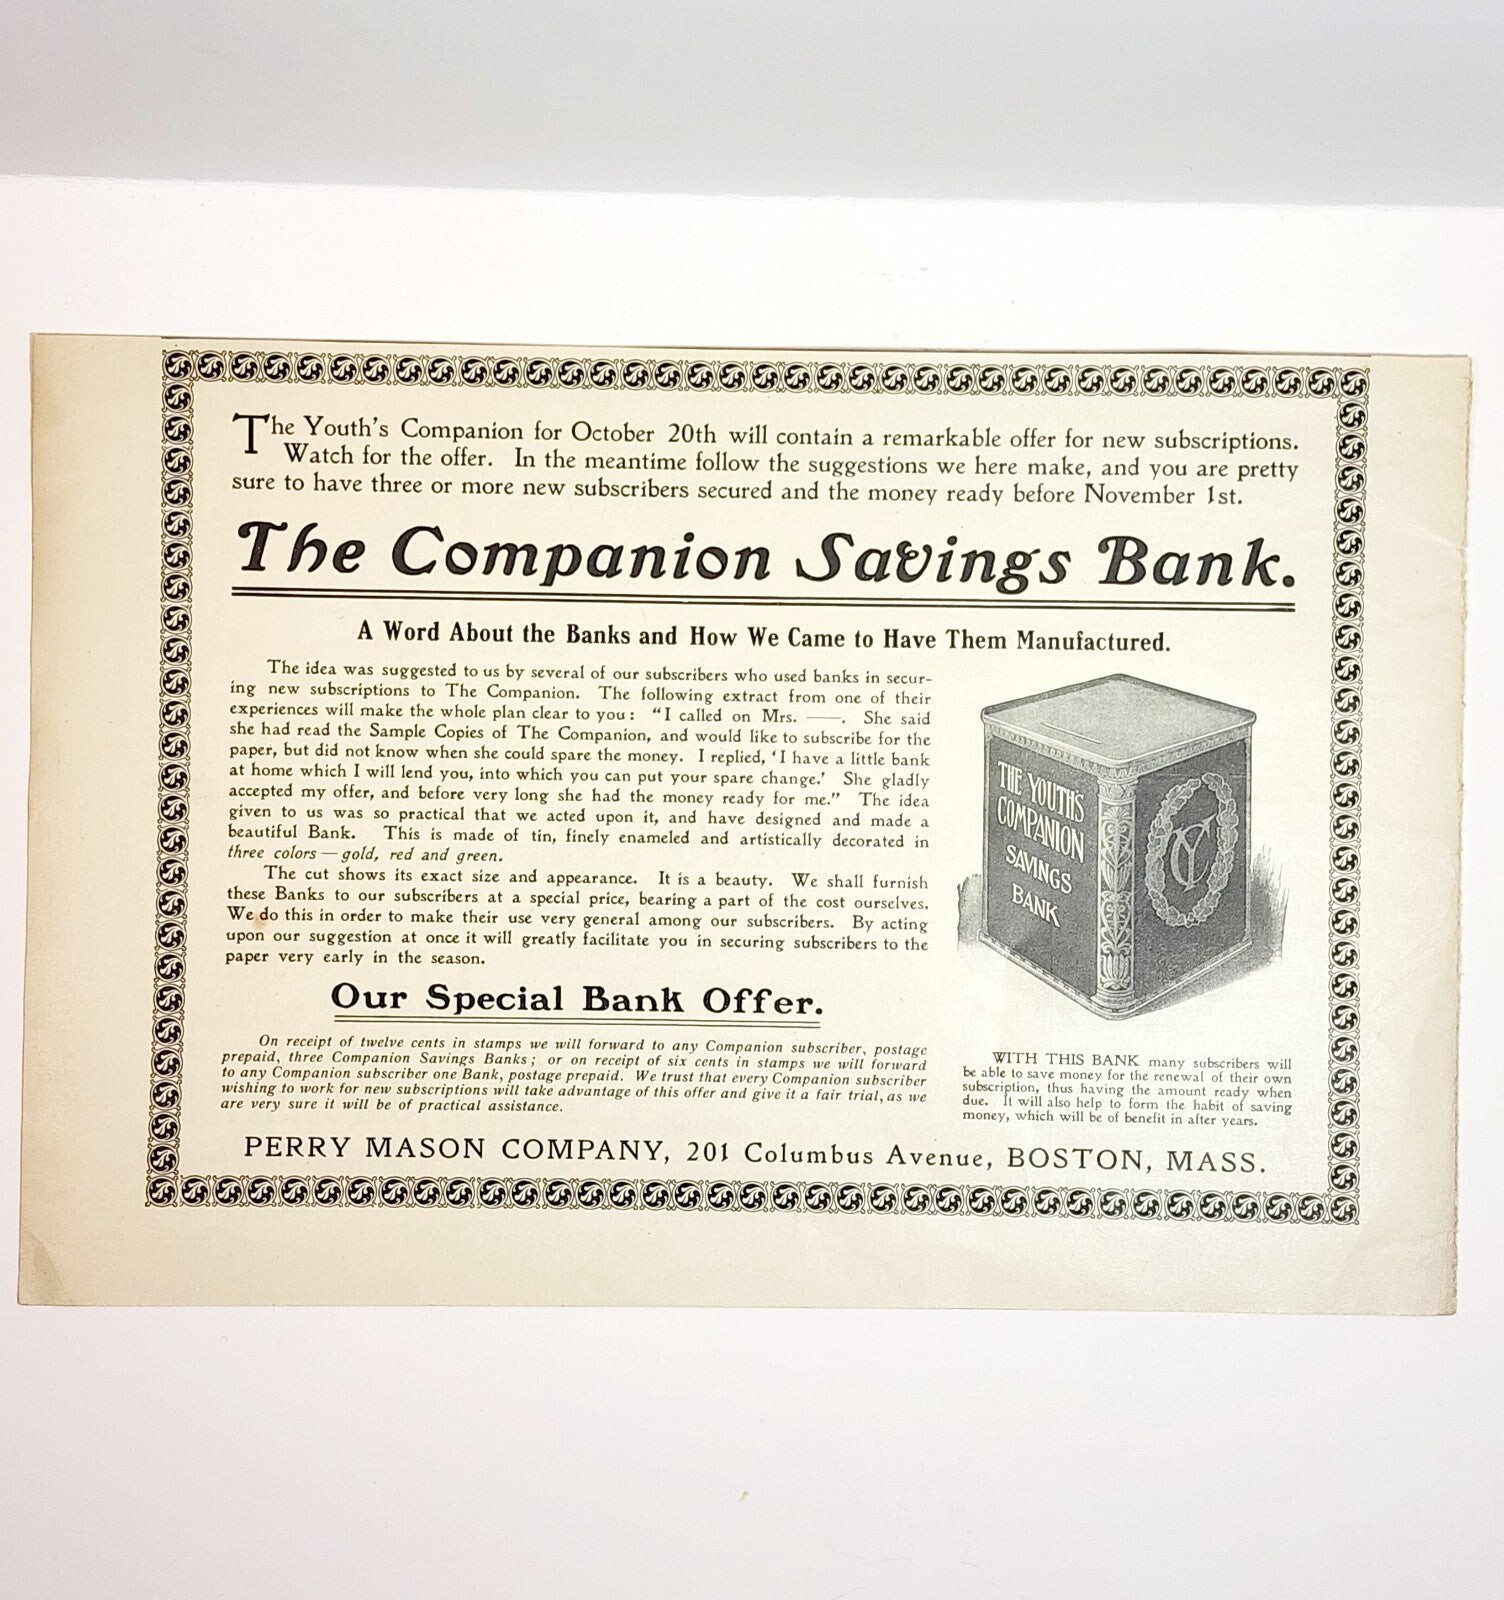 The Youth's Companion for October 20th will contain a remarkable offer for new subscriptions.
Watch for the offer. In the meantime follow the suggestions we here make, and you are pretty
sure to have three or more new subscribers secured and the money ready before November 1st.
The Companion Savings Bank.
A Word About the Banks and How We Came to Have Them Manufactured.
The idea was suggested to us by several of our subscribers who used banks in secur-
ing new subscriptions to The Companion. The following extract from one of their
experiences will make the whole plan clear to you: "I called on Mrs. ——. She said
she had read the Sample Copies of The Companion, and would like to subscribe for the
paper, but did not know when she could spare the money. I replied, 'I have a little bank
at home which I will lend you, into which you can put your spare change.' She gladly
accepted my offer, and before very long she had the money ready for me." The idea
given to us was so practical that we acted upon it, and have designed and made a
beautiful Bank. This is made of tin, finely enameled and artistically decorated in
three colors — gold, red and green.
The cut shows its exact size and appearance. It is a beauty. We shall furnish
these Banks to our subscribers at a special price, bearing a part of the cost ourselves.
We do this in order to make their use very general among our subscribers. By acting
upon our suggestion at once it will greatly facilitate you in securing subscribers to the
paper very early in the season.
Our Special Bank Offer.
On receipt of twelve cents in stamps we will forward to any Companion subscriber, postage
prepaid, three Companion Savings Banks; or on receipt of six cents in stamps we will forward
to any Companion subscriber one Bank, postage prepaid. We trust that every Companion subscriber
wishing to work for new subscriptions will take advantage of this offer and give it a fair trial, as we
are very sure it will be of practical assistance.
THE YOUTHS
COMPANION
SAVINGS
BANK
YC
WITH THIS BANK many subscribers will
be able to save money for the renewal of their own
subscription, thus having the amount ready when
due. It will also help to form the habit of saving
money, which will be of benefit in after years.
PERRY MASON COMPANY, 201 Columbus Avenue, BOSTON, MASS.